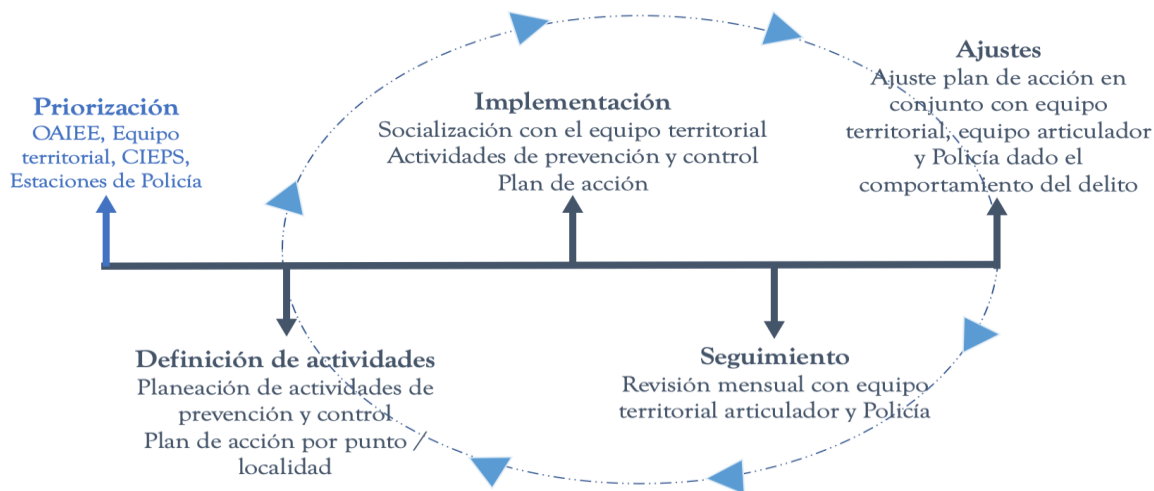 Priorización
OAIEE, Equipo
territorial, CIEPS,
Estaciones de Policía
Definición de actividades
Planeación de actividades de
prevención y control
Plan de acción por punto /
localidad
Implementación
Socialización con el equipo territorial
Actividades de prevención y control
Plan de acción
Seguimiento
Revisión mensual con equipo
territorial articulador y Policía
Ajustes
Ajuste plan de acción en
conjunto con equipo
territorial, equipo articulador
y Policía dado el
comportamiento del delito